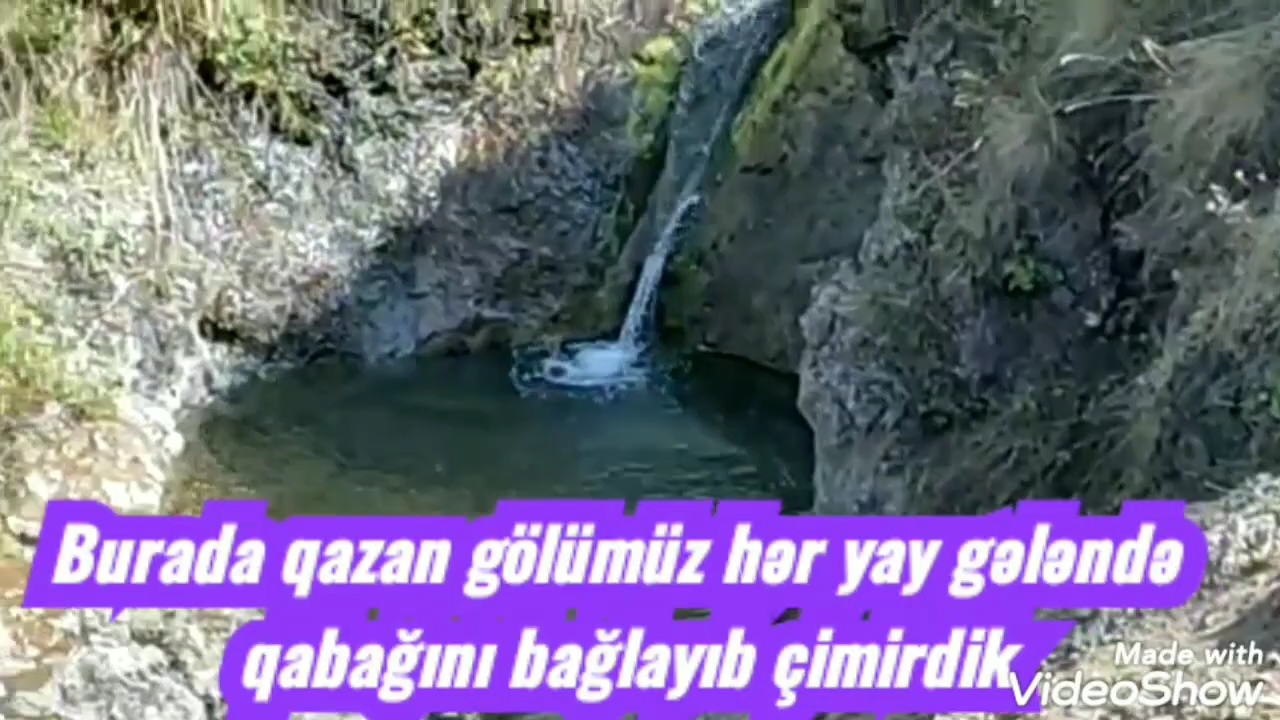 Burada qazan gölümüz hər yay gələndə
qabağını bağlayıb çimirdik
Made with
VideoShow